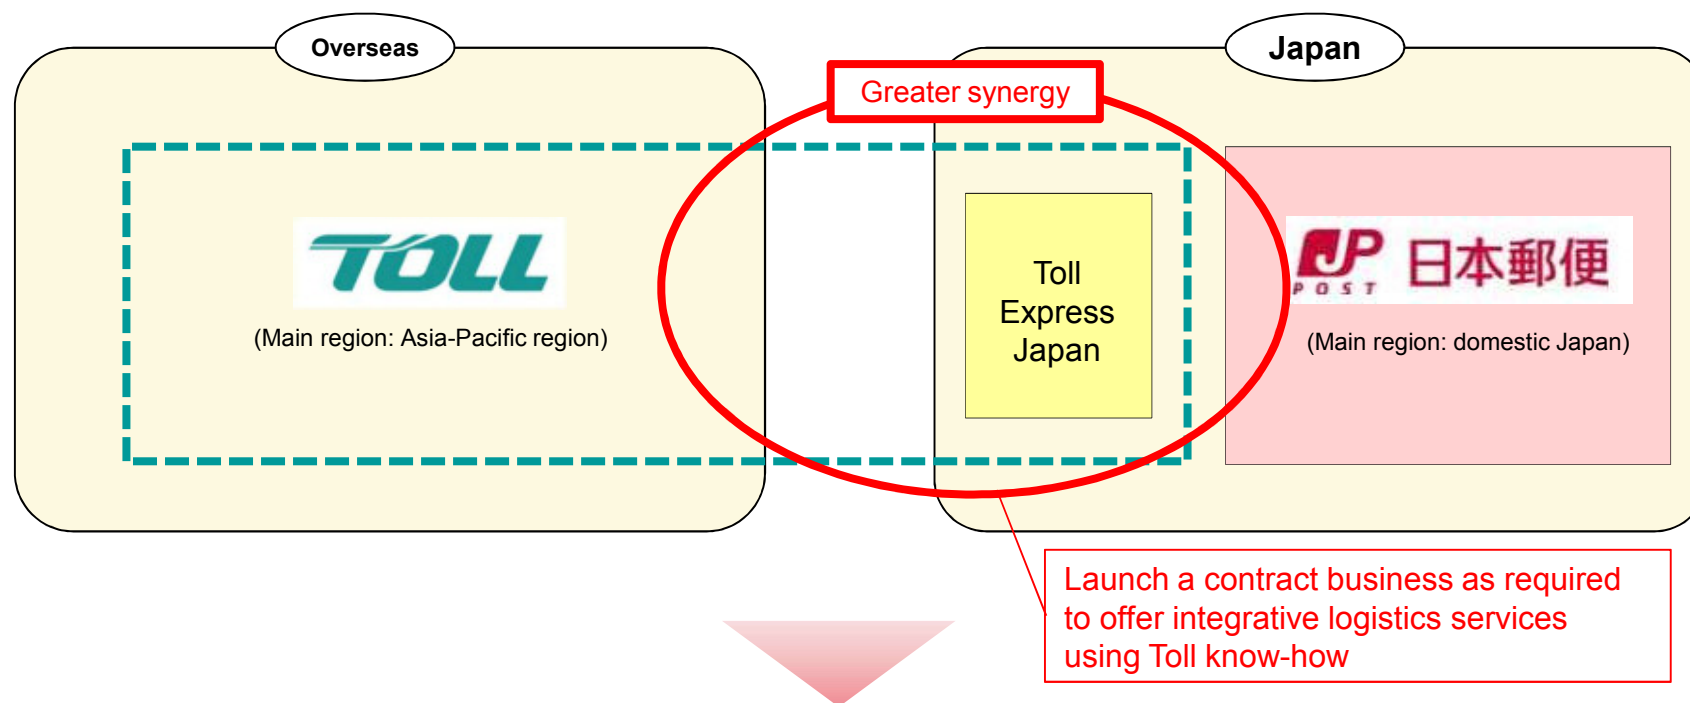 Overseas
Japan
Greater synergy
TOLL
(Main region: Asia-Pacific region)
Toll
Express
Japan
JP
POST
日本郵便
(Main region: domestic Japan)
Launch a contract business as required
to offer integrative logistics services
using Toll know-how